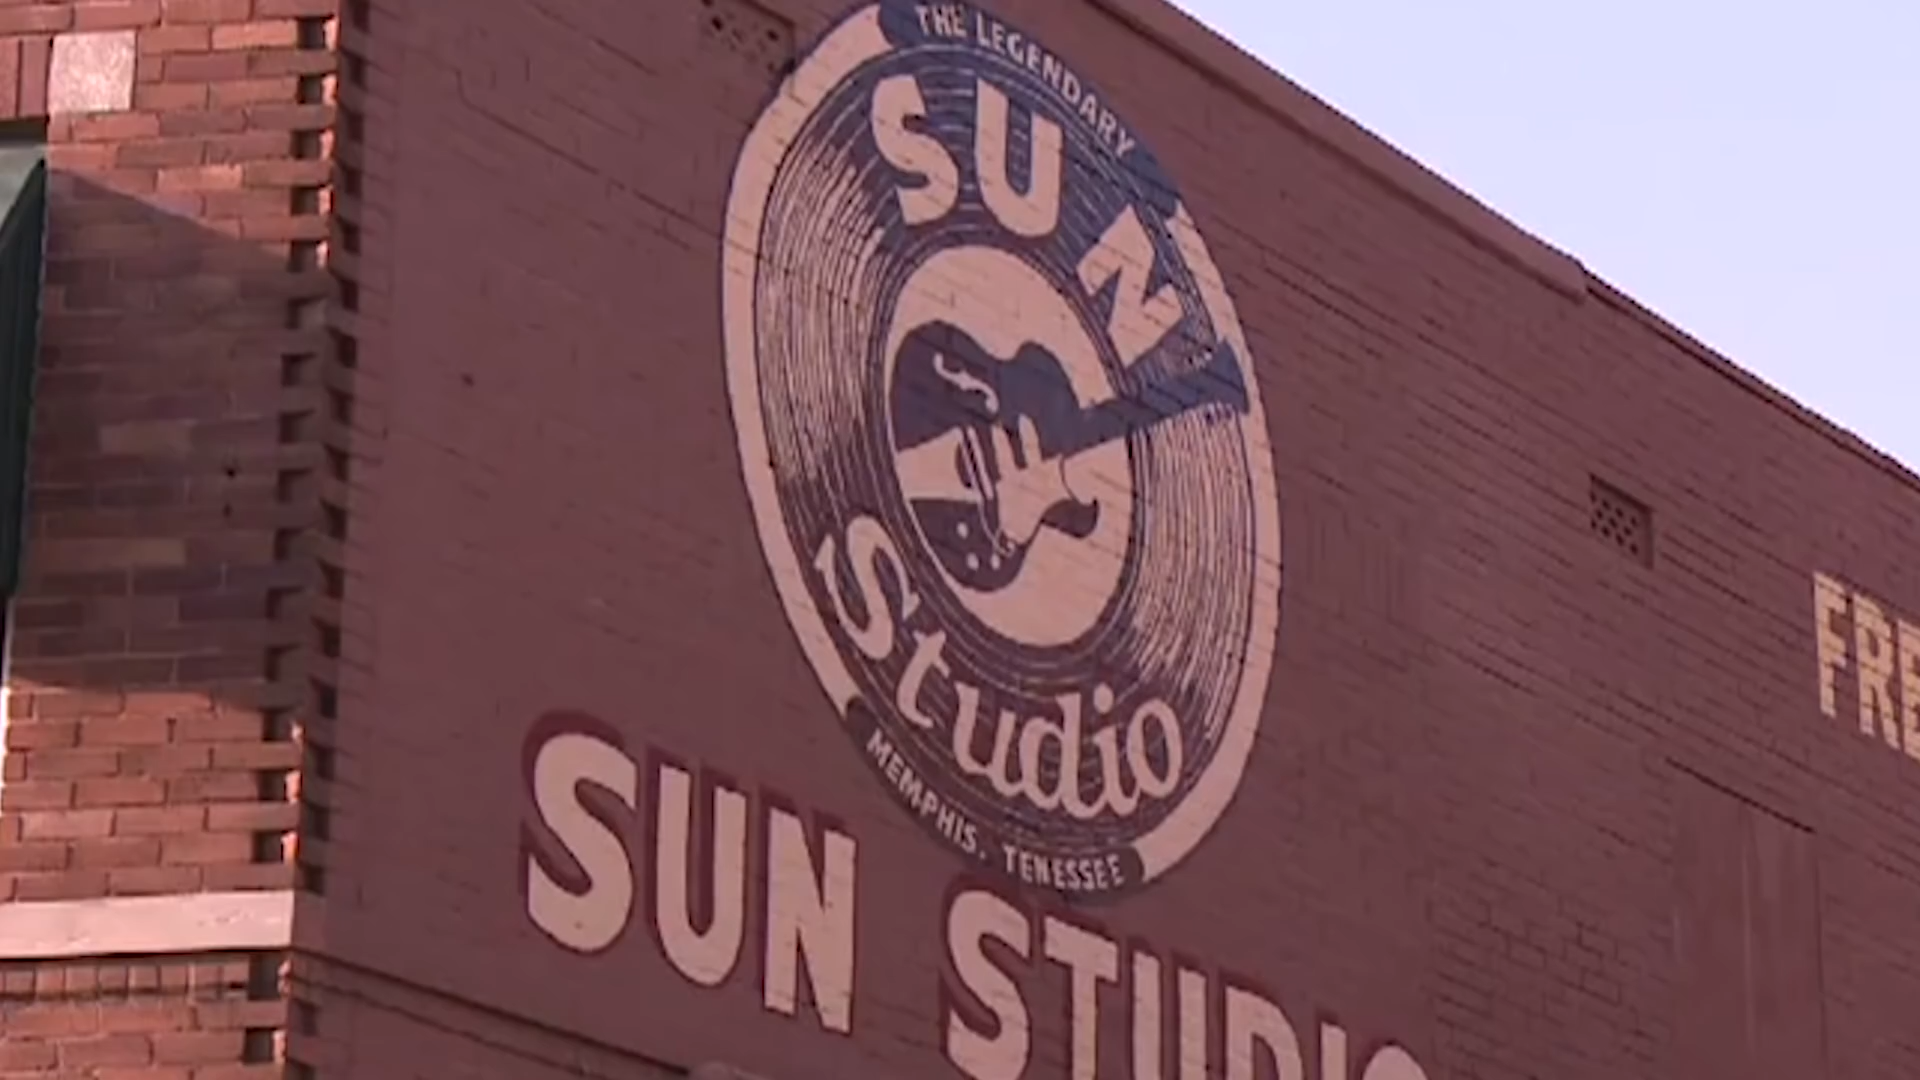 THE LEGENDARY
SUN
Studio
MEMPHIS, TENESSEE
SUN STUDIO
FRE